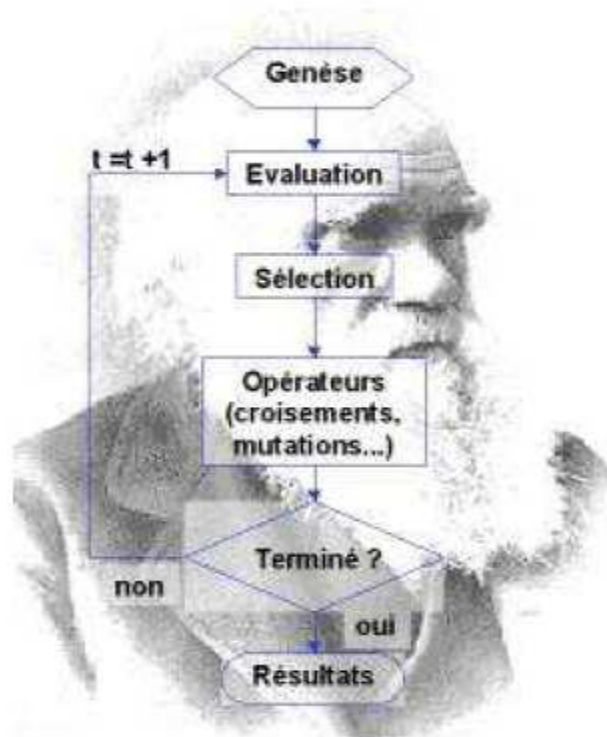 Genèse
t =t +1
Evaluation
Sélection
Opérateurs
(croisements,
mutations...)
Terminé ?
non
oui
Résultats